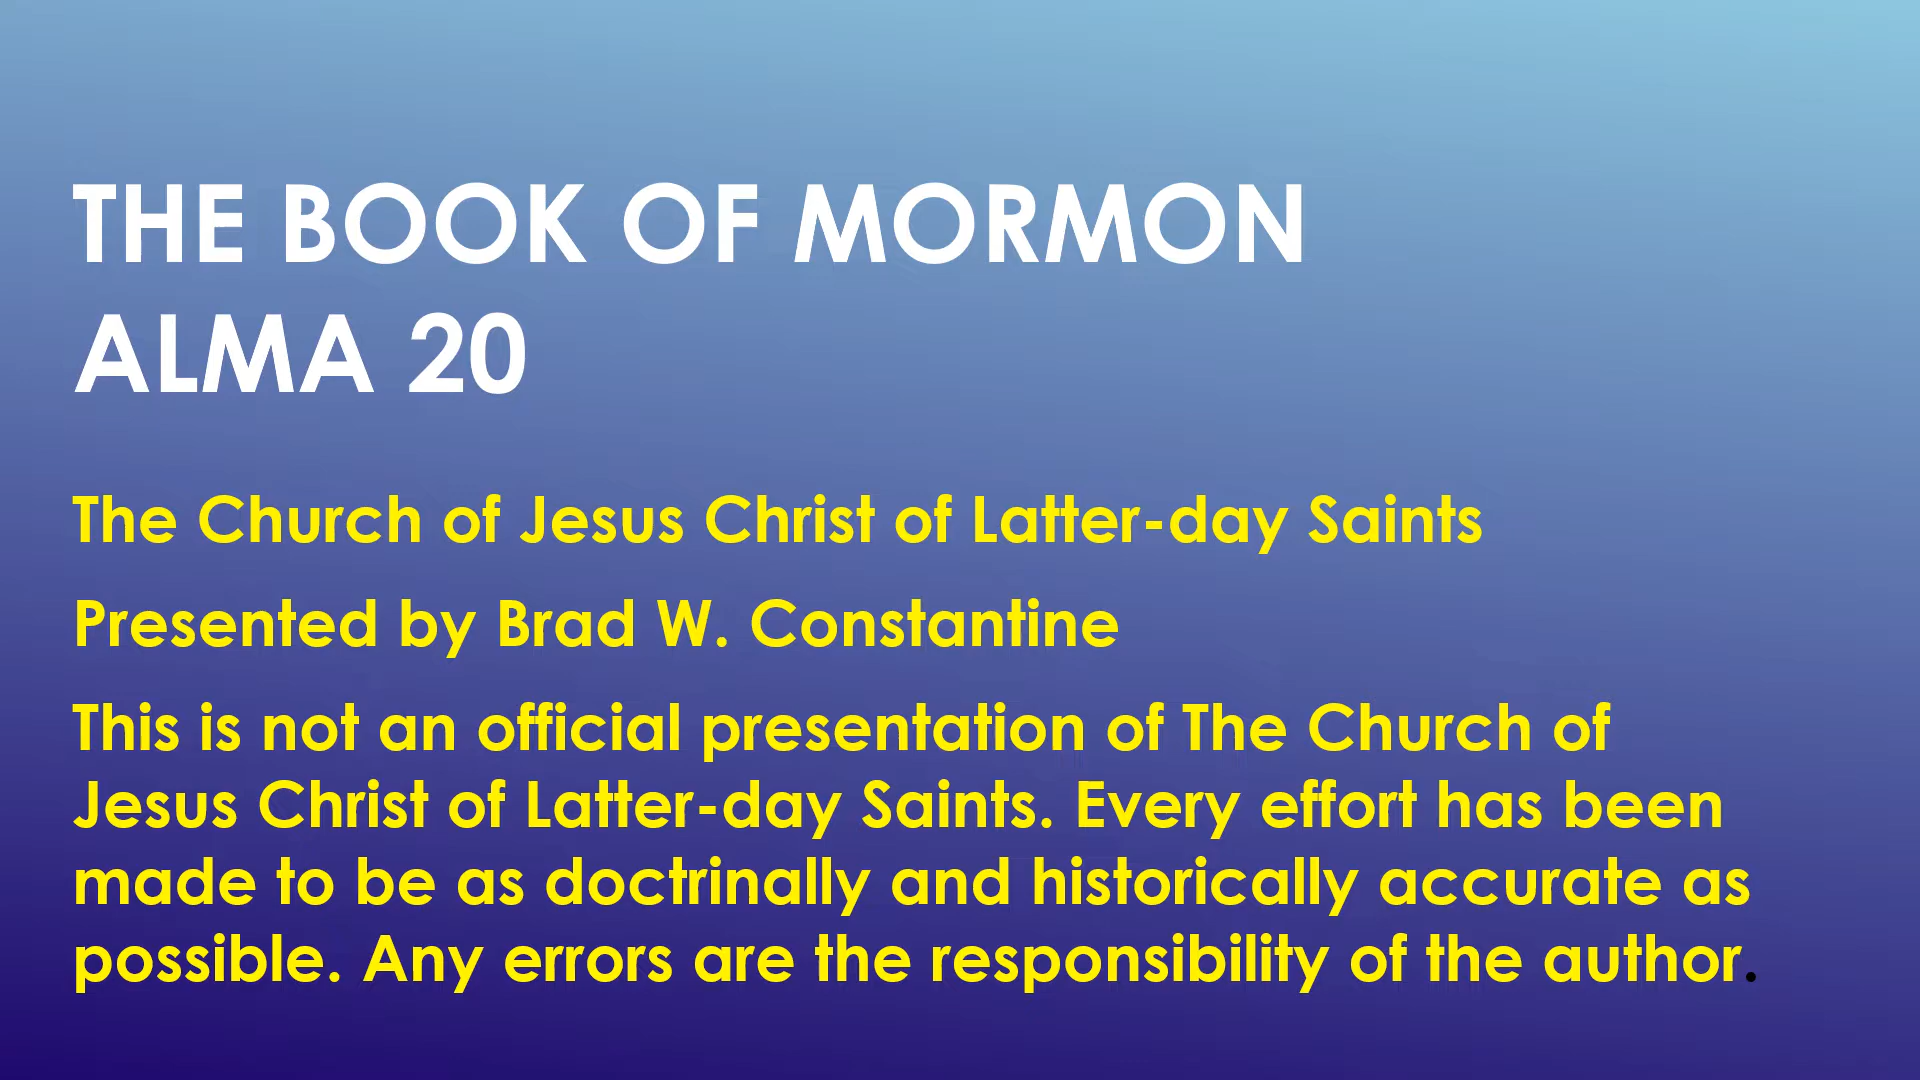 THE BOOK OF MORMON
ALMA 20
The Church of Jesus Christ of Latter-day Saints
Presented by Brad W. Constantine
This is not an official presentation of The Church of
Jesus Christ of Latter-day Saints. Every effort has been
made to be as doctrinally and historically accurate as
possible. Any errors are the responsibility of the author.